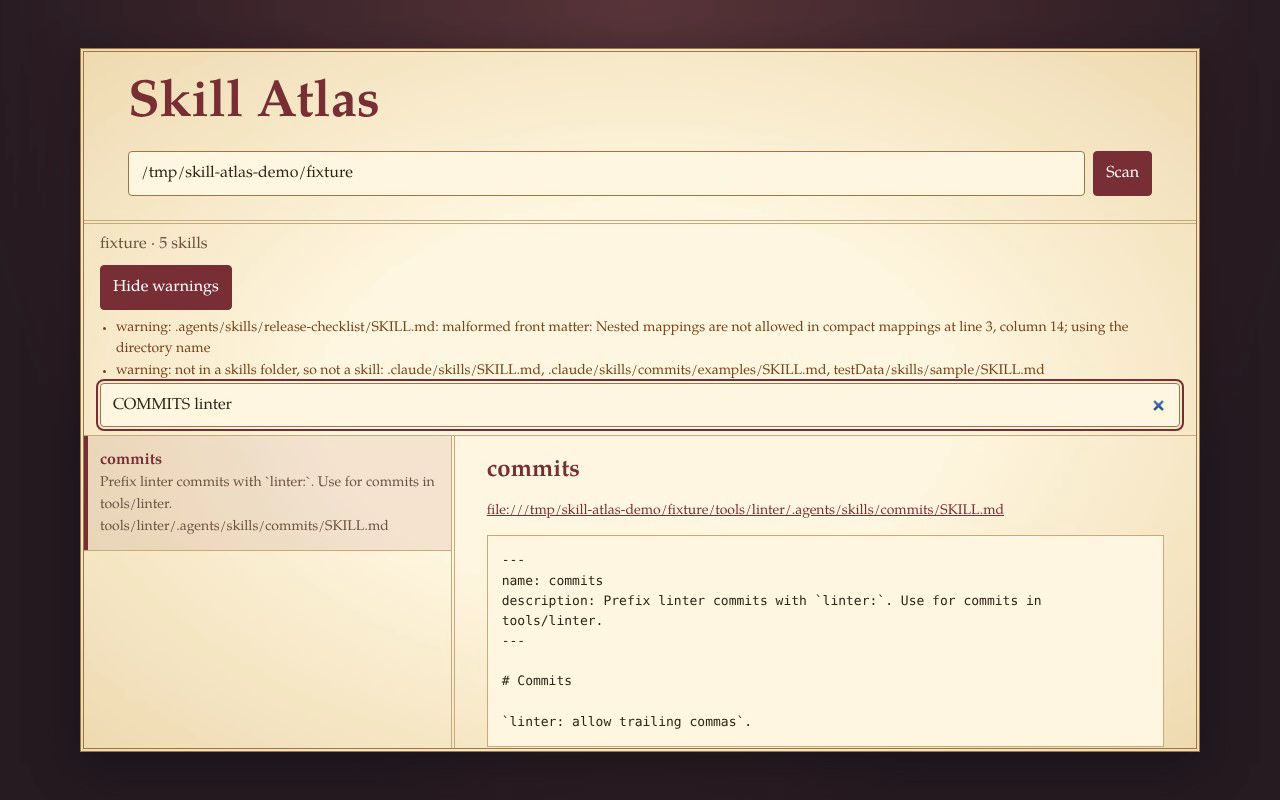 Skill Atlas
/tmp/skill-atlas-demo/fixture
Scan
fixture · 5 skills
Hide warnings
• warning: .agents/skills/release-checklist/SKILL.md: malformed front matter: Nested mappings are not allowed in compact mappings at line 3, column 14; using the
directory name
• warning: not in a skills folder, so not a skill: .claude/skills/SKILL.md, .claude/skills/commits/examples/SKILL.md, testData/skills/sample/SKILL.md
COMMITS linter
commits
Prefix linter commits with `linter:`. Use for commits in
tools/linter.
tools/linter/.agents/skills/commits/SKILL.md
commits
file:///tmp/skill-atlas-demo/fixture/tools/linter/.agents/skills/commits/SKILL.md
---
name: commits
description: Prefix linter commits with `linter:`. Use for commits in
tools/linter.
---
# Commits
`linter: allow trailing commas`.